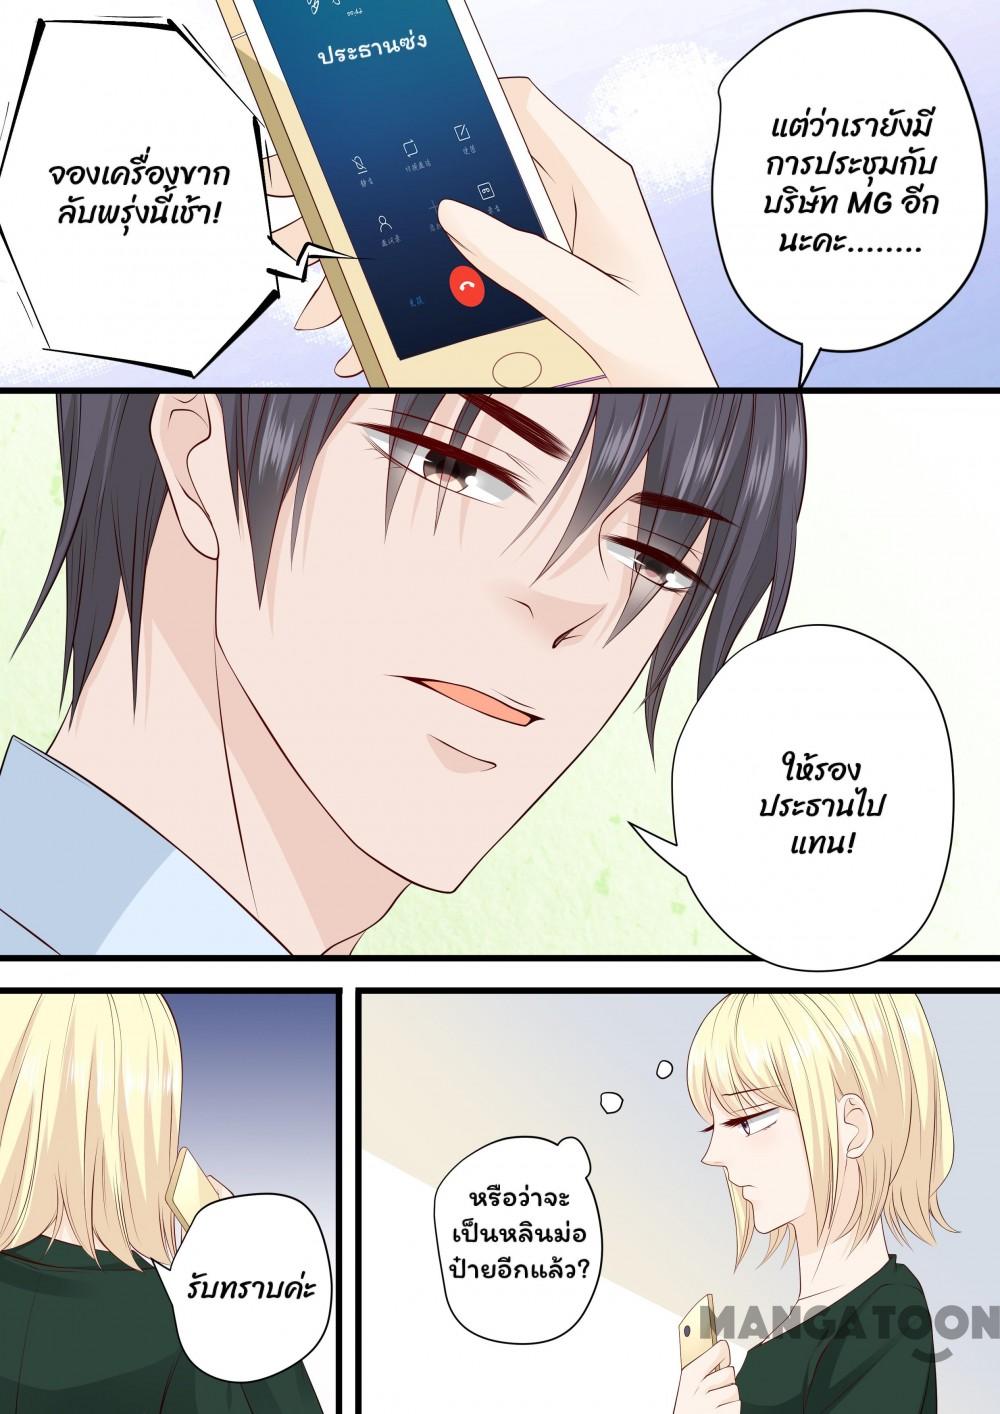 ประธานซ่ง
จองเครื่องขาก
ลับพรุ่งนี้เช้า!
แต่ว่าเรายังมี
การประชุมกับ
บริษัท MG อีก
นะคะ........
ให้รอง
ประธานไป
แทน!
รับทราบค่ะ
หรือว่าจะ
เป็นหลินม่อ
ป๋ายอีกแล้ว?
MANGATOON